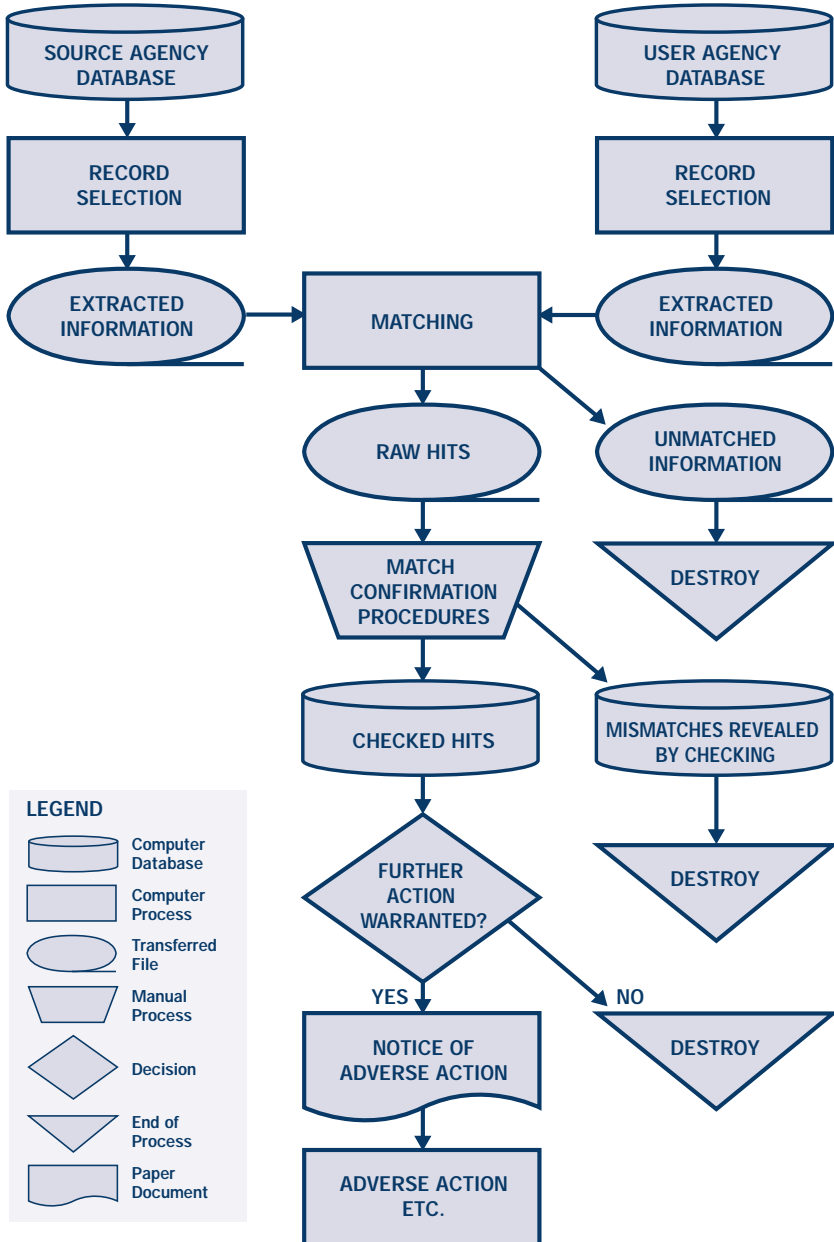 SOURCE AGENCY
DATABASE
USER AGENCY
DATABASE
RECORD
SELECTION
RECORD
SELECTION
EXTRACTED
INFORMATION
MATCHING
EXTRACTED
INFORMATION
RAW HITS
UNMATCHED
INFORMATION
MATCH
CONFIRMATION
PROCEDURES
DESTROY
CHECKED HITS
MISMATCHES REVEALED
BY CHECKING
FURTHER
ACTION
WARRANTED?
DESTROY
YES
NO
NOTICE OF
ADVERSE ACTION
DESTROY
ADVERSE ACTION
ETC.
LEGEND
Computer
Database
Computer
Process
Transferred
File
Manual
Process
Decision
End of
Process
Paper
Document